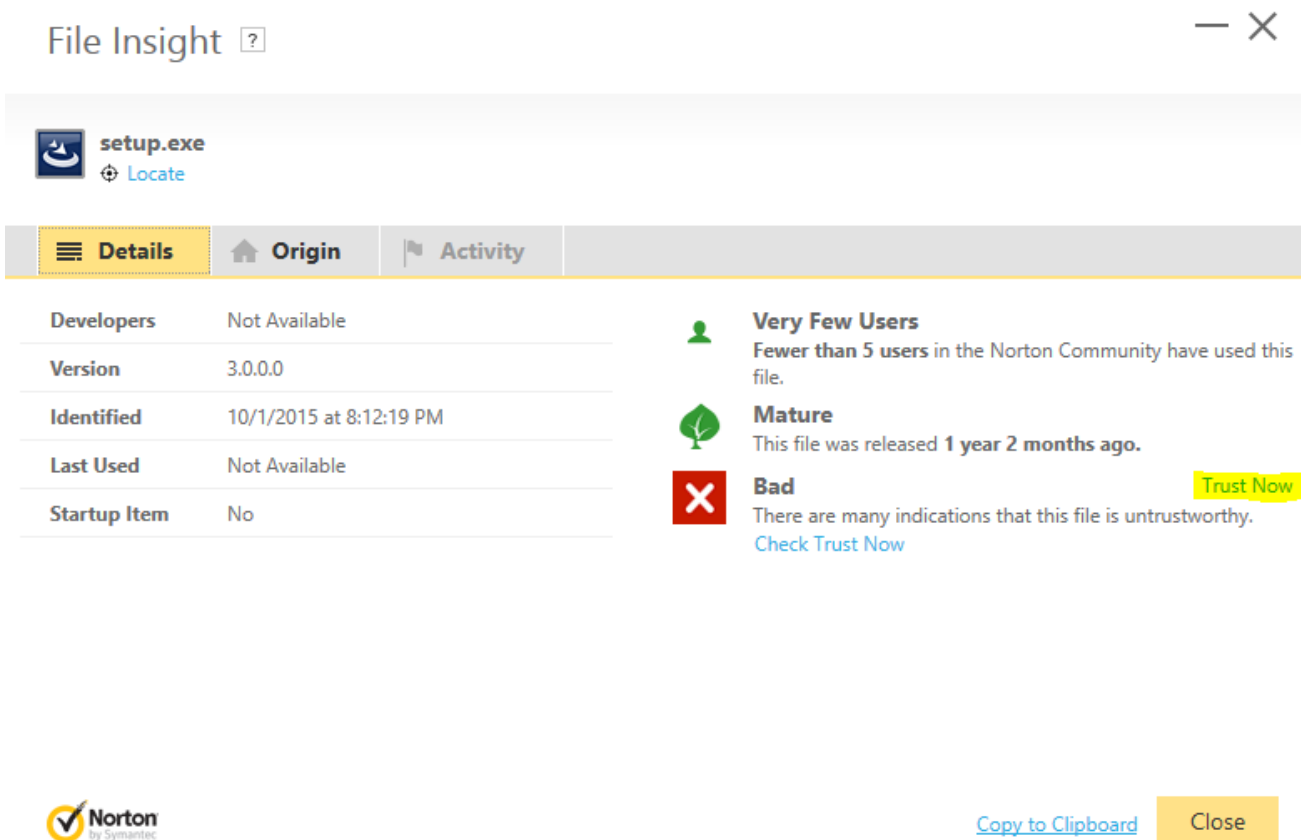 File Insight ?
setup.exe
Locate
Details
Origin
Activity
Developers Not Available
Version 3.0.0.0
Identified 10/1/2015 at 8:12:19 PM
Last Used Not Available
Startup Item No
Very Few Users
Fewer than 5 users in the Norton Community have used this
file.
Mature
This file was released 1 year 2 months ago.
Bad Trust Now
There are many indications that this file is untrustworthy.
Check Trust Now
Norton
by Symantec
Copy to Clipboard
Close